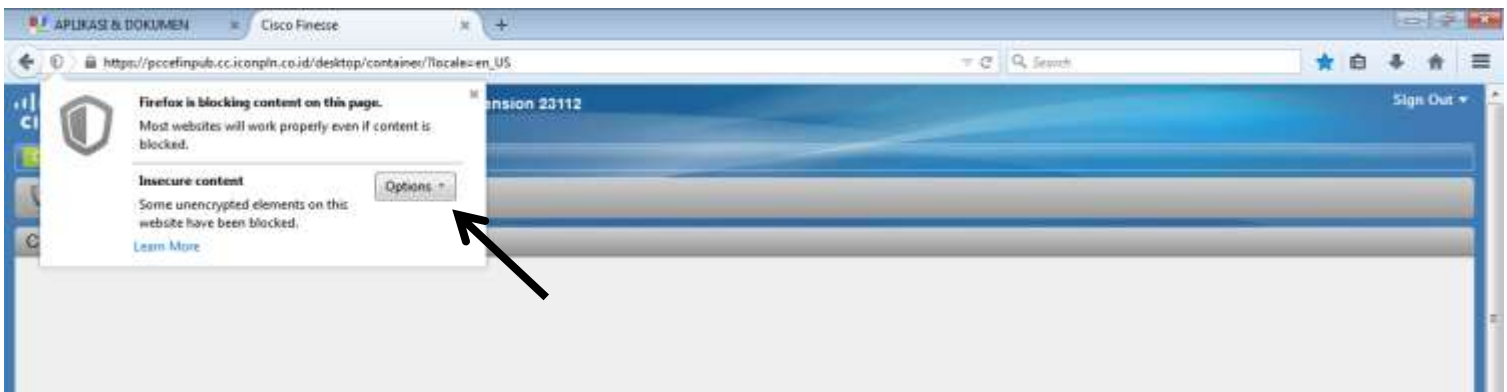 APLIKASI & DOKUMEN
Cisco Finesse
https://pccefinpub.cc.iconpln.co.id/desktop/container/?locale=en_US
Search
Firefox is blocking content on this page.
Most websites will work properly even if content is
blocked.
Insecure content
Options
Some unencrypted elements on this
website have been blocked.
Learn More
ension 23112
Sign Out